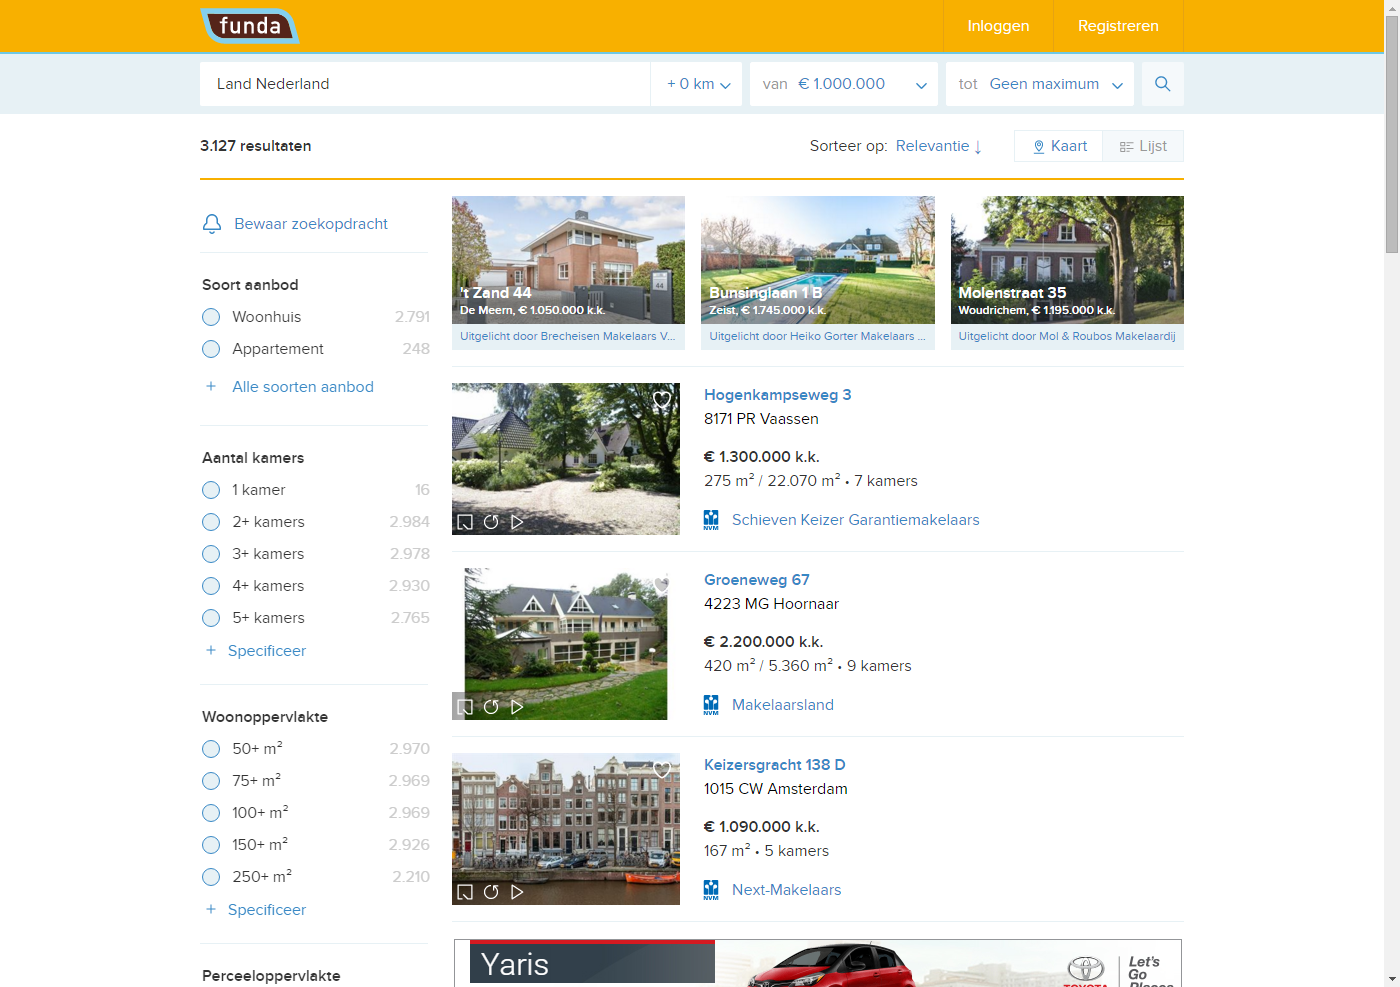 funda
Inloggen
Registreren
Land Nederland
+ 0 km
van € 1.000.000
tot Geen maximum
3.127 resultaten
Sorteer op: Relevantie ↓
Kaart
Lijst
Bewaar zoekopdracht
Soort aanbod
Woonhuis 2.791
Appartement 248
+ Alle soorten aanbod
Aantal kamers
1 kamer 16
2+ kamers 2.984
3+ kamers 2.978
4+ kamers 2.930
5+ kamers 2.765
+ Specificeer
Woonoppervlakte
50+ m² 2.970
75+ m² 2.969
100+ m² 2.969
150+ m² 2.926
250+ m² 2.210
+ Specificeer
Perceeloppervlakte
't Zand 44
De Meern, € 1.050.000 k.k.
Uitgelicht door Brecheisen Makelaars V...
44
Bunsinglaan 1 B
Zeist, € 1.745.000 k.k.
Uitgelicht door Heiko Gorter Makelaars ...
Molenstraat 35
Woudrichem, € 1.195.000 k.k.
Uitgelicht door Mol & Roubos Makelaardij
Hogenkampseweg 3
8171 PR Vaassen
€ 1.300.000 k.k.
275 m² / 22.070 m² • 7 kamers
NVM Schieven Keizer Garantiemakelaars
Groeneweg 67
4223 MG Hoornaar
€ 2.200.000 k.k.
420 m² / 5.360 m² • 9 kamers
NVM Makelaarsland
Keizersgracht 138 D
1015 CW Amsterdam
€ 1.090.000 k.k.
167 m² • 5 kamers
NVM Next-Makelaars
Yaris
TOYOTA
Let's
Go
Places